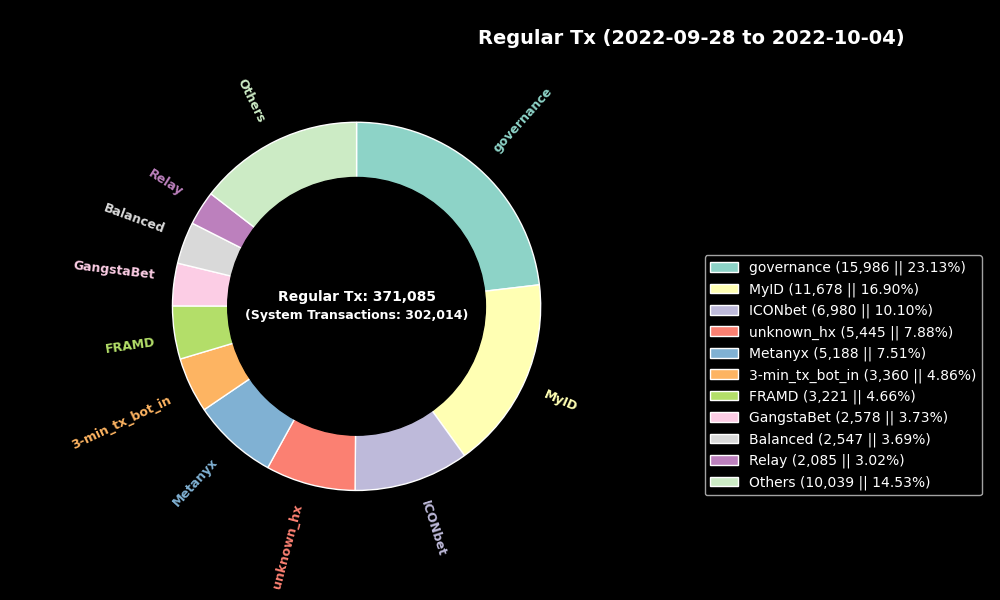 Regular Tx (2022-09-28 to 2022-10-04)
Others
governance
Relay
Balanced
GangstaBet
FRAMD
3-min_tx_bot_in
Metanyx
unknown_hx
ICONbet
MyID
Regular Tx: 371,085
(System Transactions: 302,014)
governance (15,986 || 23.13%)
MyID (11,678 || 16.90%)
ICONbet (6,980 || 10.10%)
unknown_hx (5,445 || 7.88%)
Metanyx (5,188 || 7.51%)
3-min_tx_bot_in (3,360 || 4.86%)
FRAMD (3,221 || 4.66%)
GangstaBet (2,578 || 3.73%)
Balanced (2,547 || 3.69%)
Relay (2,085 || 3.02%)
Others (10,039 || 14.53%)